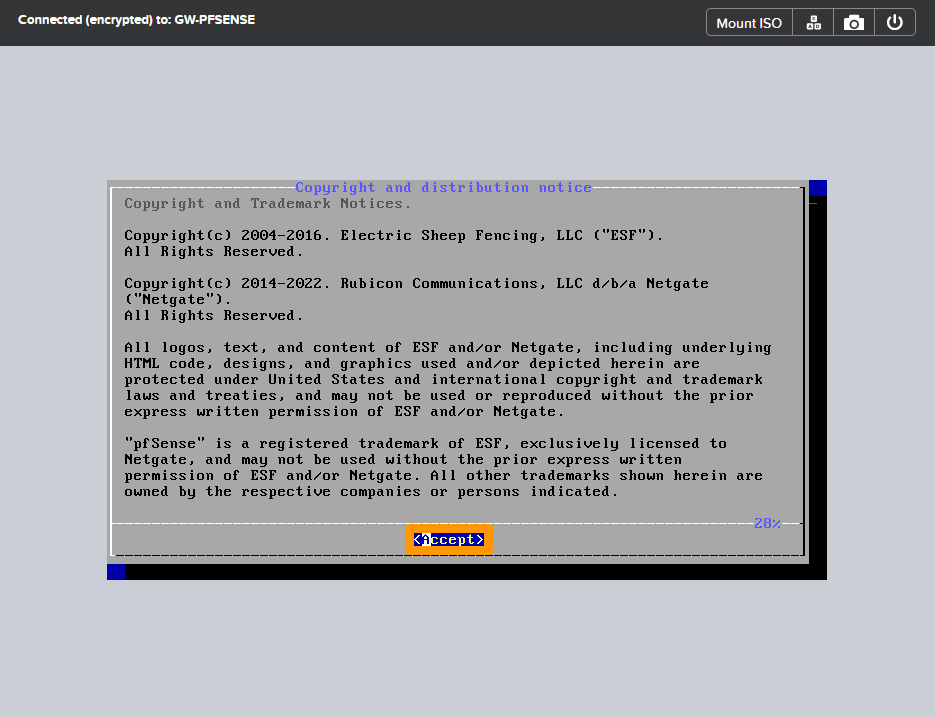 Connected (encrypted) to: GW-PFSENSE
Mount ISO
Copyright and distribution notice
Copyright and Trademark Notices.
Copyright(c) 2004-2016. Electric Sheep Fencing, LLC ("ESF").
All Rights Reserved.
Copyright(c) 2014-2022. Rubicon Communications, LLC d/b/a Netgate
("Netgate").
All Rights Reserved.
All logos, text, and content of ESF and/or Netgate, including underlying
HTML code, designs, and graphics used and/or depicted herein are
protected under United States and international copyright and trademark
laws and treaties, and may not be used or reproduced without the prior
express written permission of ESF and/or Netgate.
"pfSense" is a registered trademark of ESF, exclusively licensed to
Netgate, and may not be used without the prior express written
permission of ESF and/or Netgate. All other trademarks shown herein are
owned by the respective companies or persons indicated.
28%
<Accept>